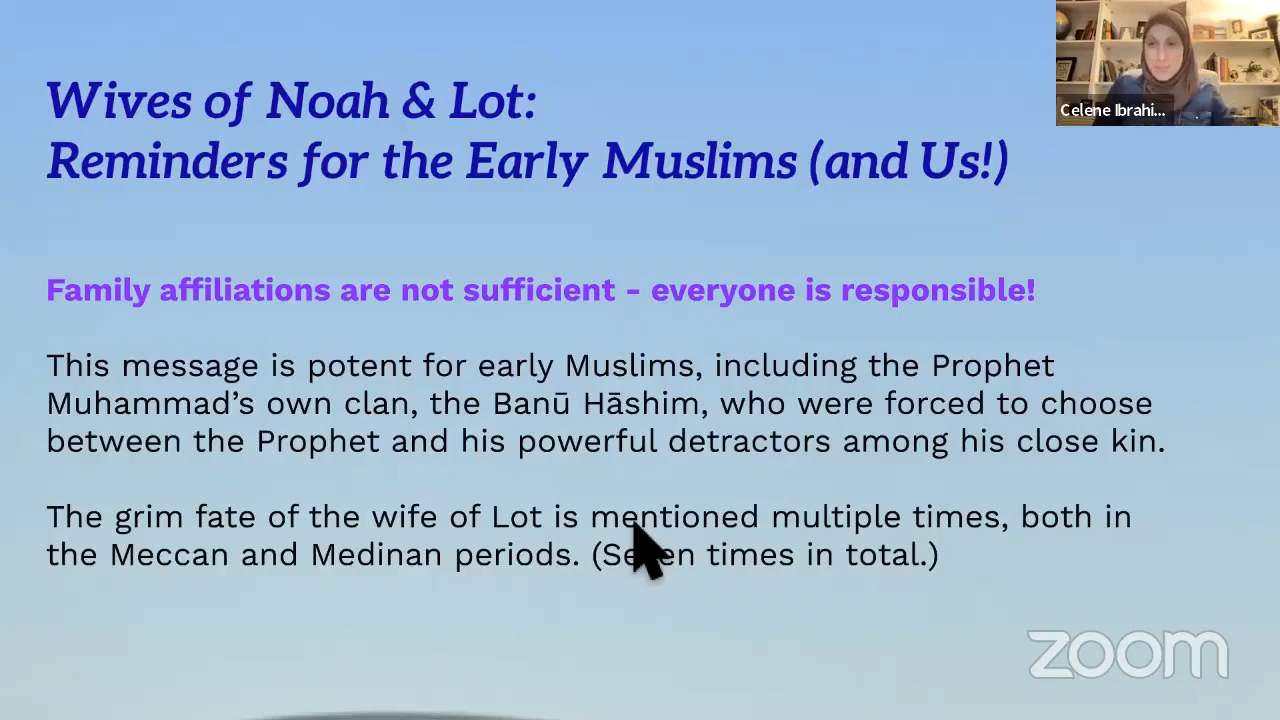 Wives of Noah & Lot:
Reminders for the Early Muslims (and Us!)
Celene Ibrahi...
Family affiliations are not sufficient - everyone is responsible!
This message is potent for early Muslims, including the Prophet
Muhammad’s own clan, the Banū Hāshim, who were forced to choose
between the Prophet and his powerful detractors among his close kin.
The grim fate of the wife of Lot is mentioned multiple times, both in
the Meccan and Medinan periods. (Seven times in total.)
zoom